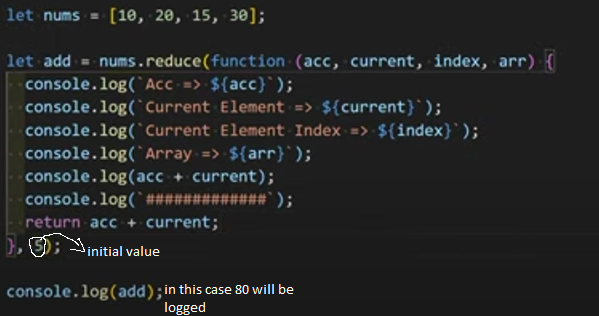 let nums = [10, 20, 15, 30];
let add = nums.reduce(function (acc, current, index, arr) {
console.log(`Acc => ${acc}`);
console.log(`Current Element => ${current}`);
console.log(`Current Element Index => ${index}`);
console.log(`Array => ${arr}`);
console.log(acc + current);
console.log(`#############`);
return acc + current;
}, 5); initial value
console.log(add); in this case 80 will be
logged